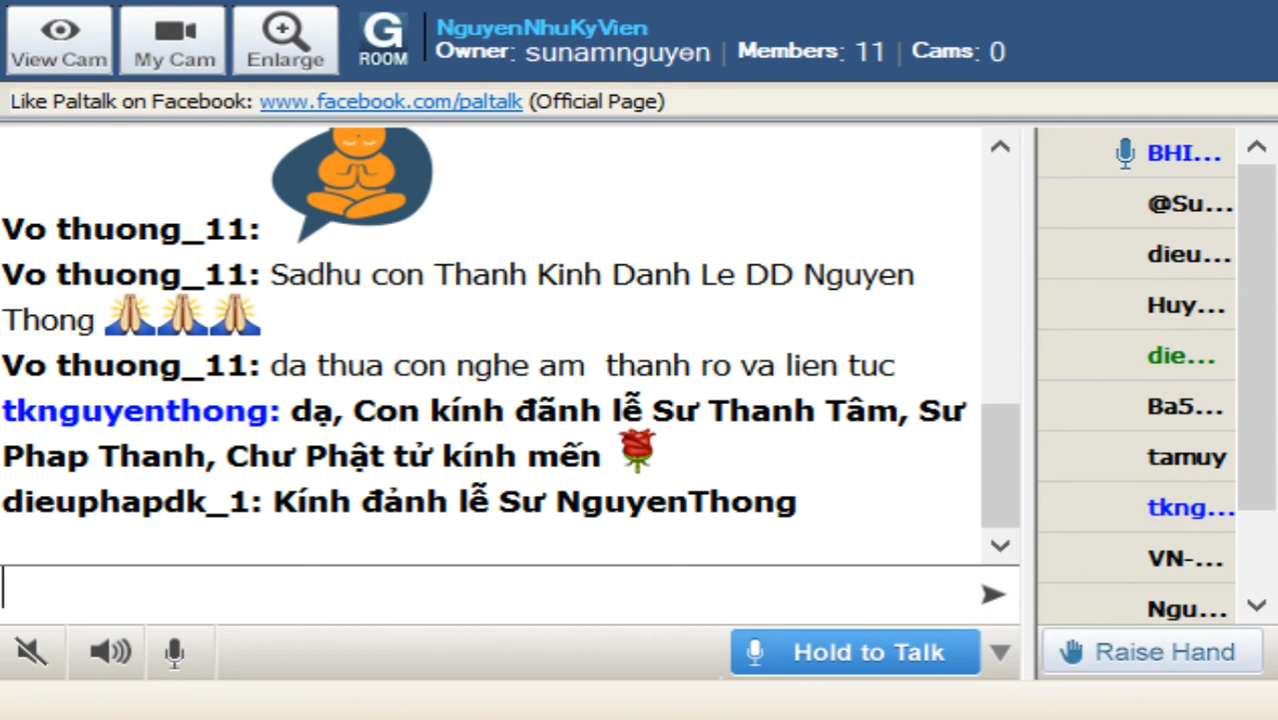 View Cam
My Cam
Enlarge
G
ROOM
NguyenNhuKyVien
Owner: sunamnguyen | Members: 11 | Cams: 0
Like Paltalk on Facebook: www.facebook.com/paltalk (Official Page)
Vo thuong_11:
Vo thuong_11: Sadhu con Thanh Kinh Danh Le DD Nguyen
Thong 🙏🙏🙏
Vo thuong_11: da thua con nghe am  thanh ro va lien tuc
tknguyenthong: dạ, Con kính đãnh lễ Sư Thanh Tâm, Sư
Phap Thanh, Chư Phật tử kính mến 🌹
dieuphapdk_1: Kính đảnh lễ Sư NguyenThong
BHI...
@Su...
dieu...
Huy...
die...
Ba5...
tamuy
tkng...
VN-...
Ngu...
Hold to Talk
Raise Hand